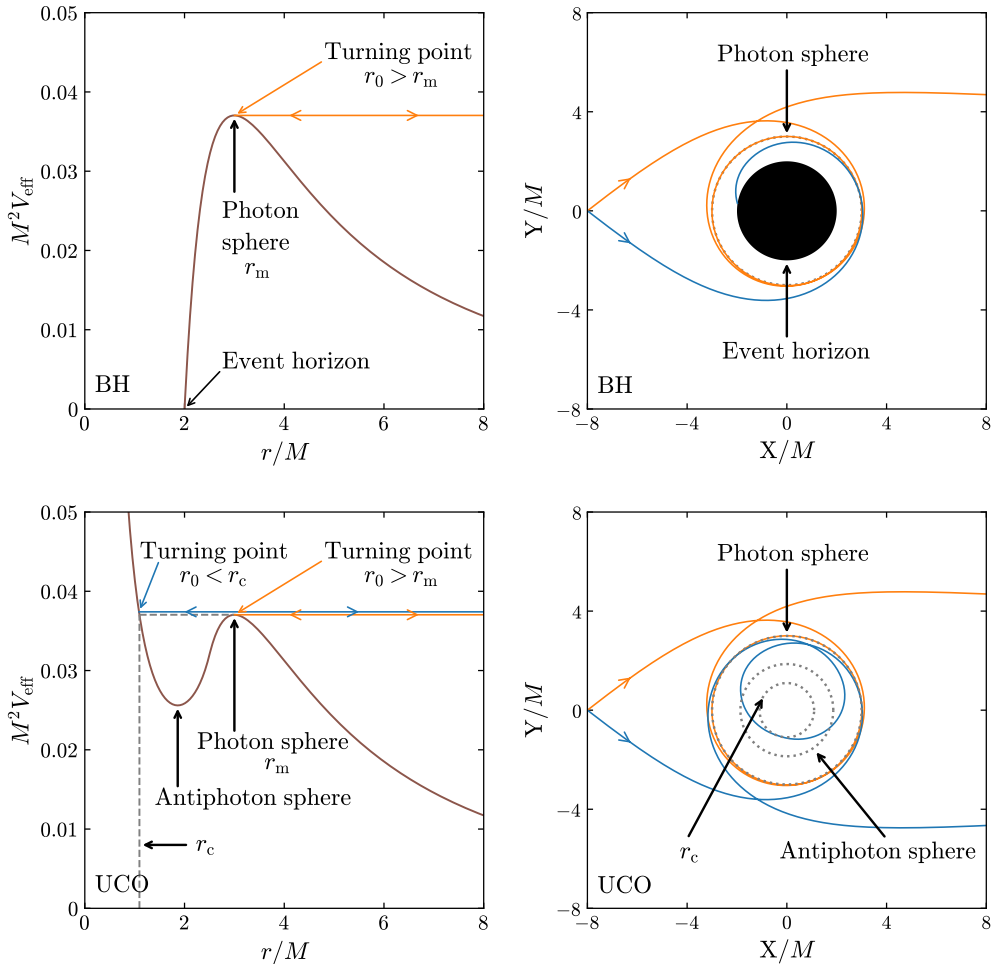 0.05
0.04
0.03
0.02
0.01
0
M²V_eff
Turning point
r₀ > r_m
Photon
sphere
r_m
Event horizon
BH
0
2
4
6
8
r/M
8
4
0
−4
−8
Y/M
Photon sphere
Event horizon
BH
−8
−4
0
4
8
X/M
0.05
0.04
0.03
0.02
0.01
0
M²V_eff
Turning point
r₀ < r_c
Turning point
r₀ > r_m
Photon sphere
r_m
Antiphoton sphere
r_c
UCO
0
2
4
6
8
r/M
8
4
0
−4
−8
Y/M
Photon sphere
r_c
Antiphoton sphere
UCO
−8
−4
0
4
8
X/M